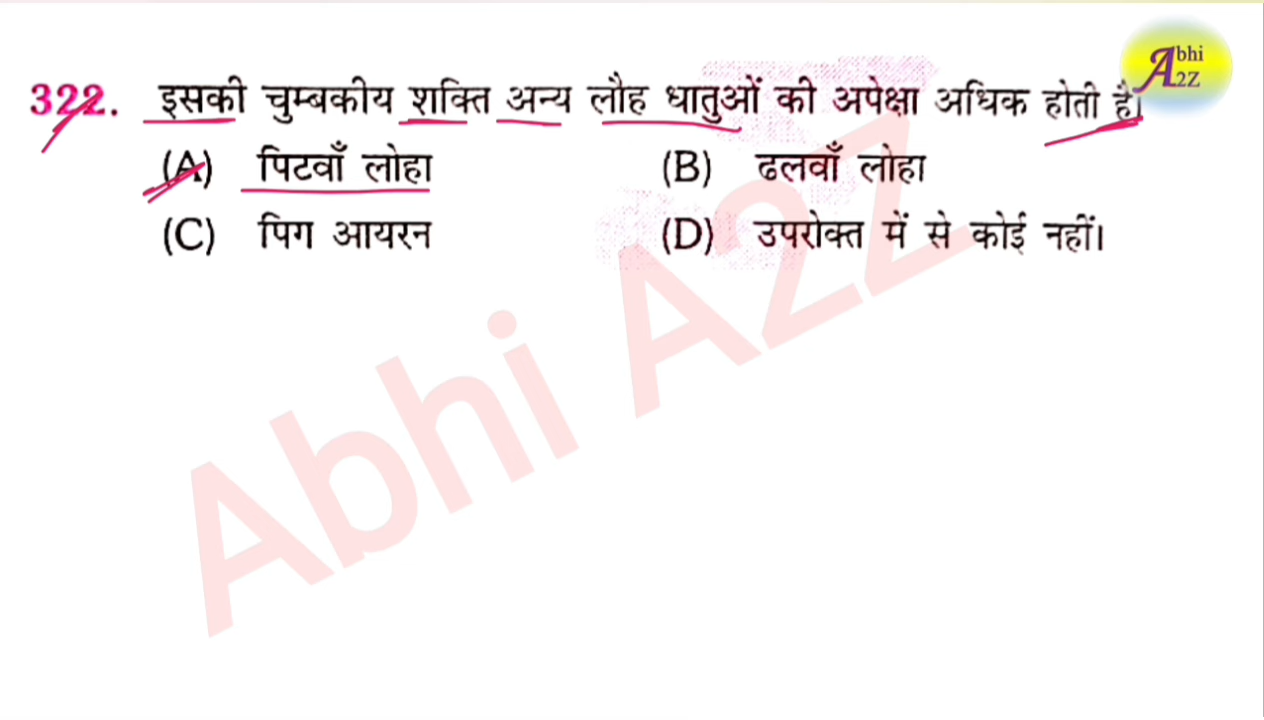 Abhi
A2Z
322. इसकी चुम्बकीय शक्ति अन्य लौह धातुओं की अपेक्षा अधिक होती है।
(A) पिटवाँ लोहा (B) ढलवाँ लोहा
(C) पिग आयरन (D) उपरोक्त में से कोई नहीं।
Abhi A2Z